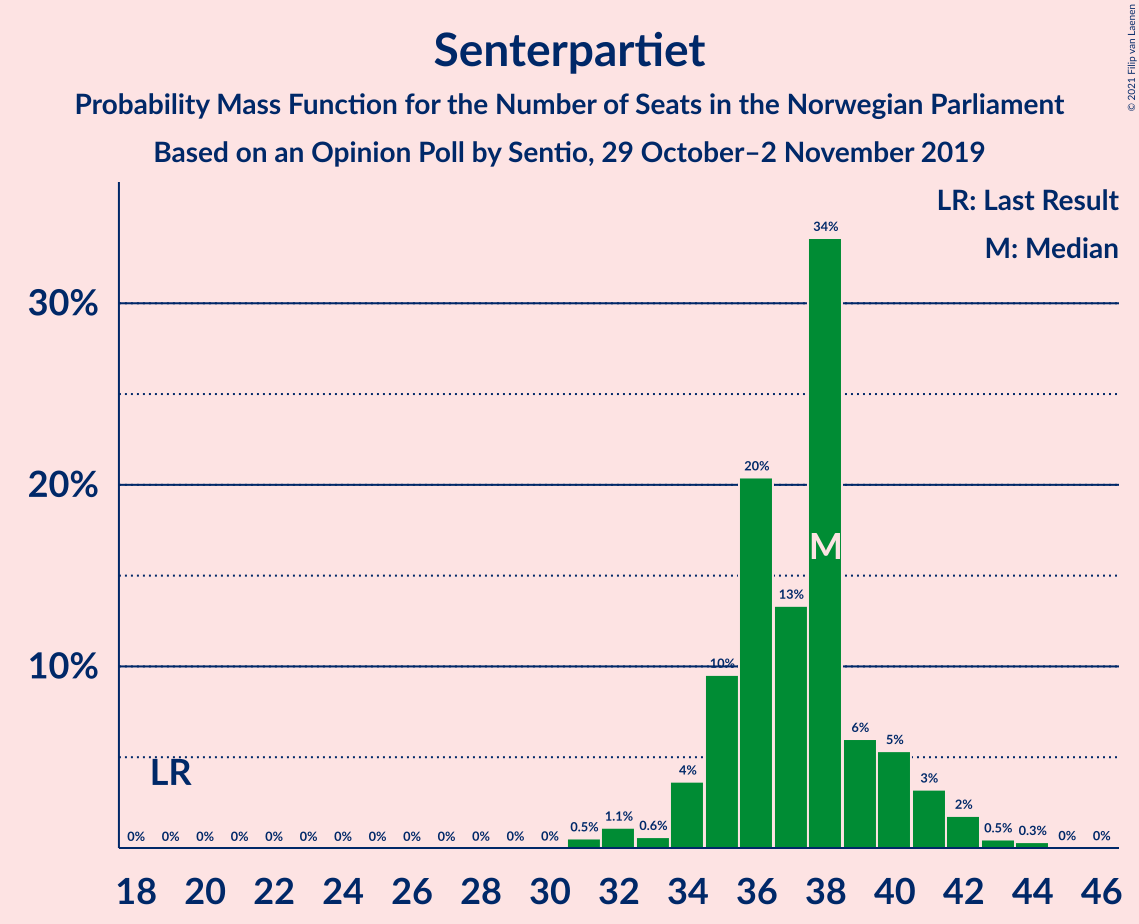 Senterpartiet
Probability Mass Function for the Number of Seats in the Norwegian Parliament
Based on an Opinion Poll by Sentio, 29 October–2 November 2019
© 2021 Filip van Laenen
LR: Last Result
M: Median
34%
30%
20%
20%
M
13%
10%
10%
6%
5%
LR
4%
3%
2%
0% 0% 0% 0% 0% 0% 0% 0% 0% 0% 0% 0% 0% 0.5% 1.1% 0.6% 0.5% 0.3% 0% 0%
18 20 22 24 26 28 30 32 34 36 38 40 42 44 46